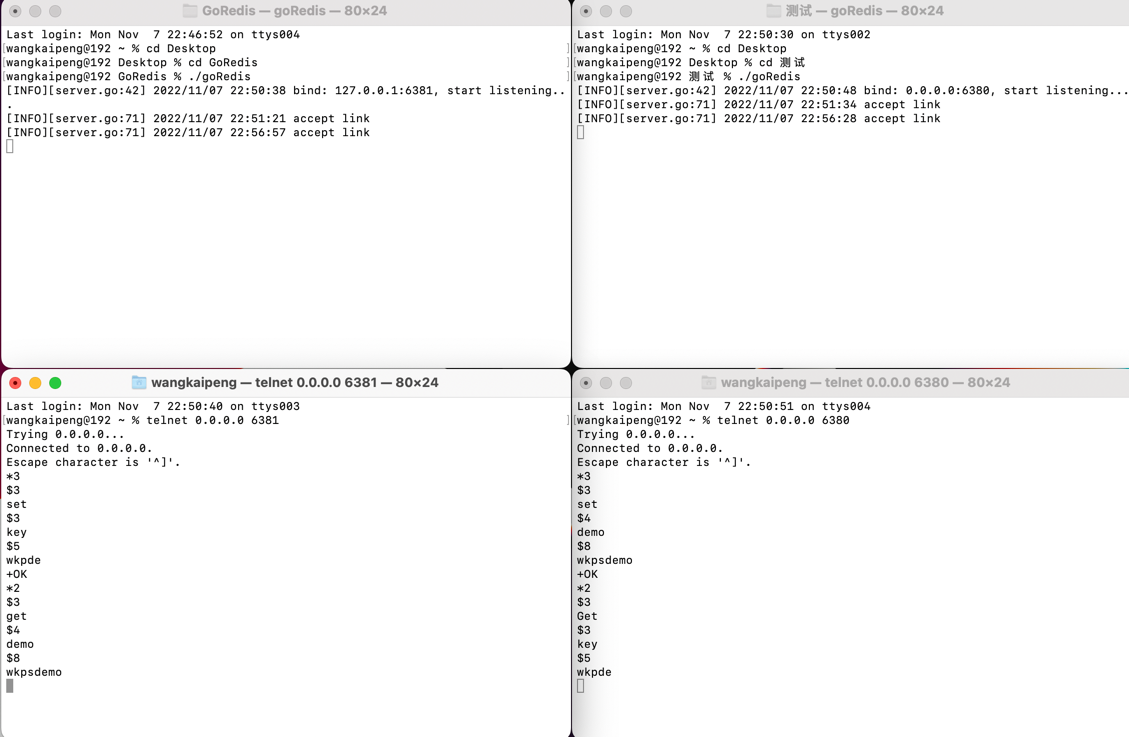 GoRedis — goRedis — 80×24
Last login: Mon Nov  7 22:46:52 on ttys004
[wangkaipeng@192 ~ % cd Desktop ]
[wangkaipeng@192 Desktop % cd GoRedis ]
[wangkaipeng@192 GoRedis % ./goRedis ]
[INFO][server.go:42] 2022/11/07 22:50:38 bind: 127.0.0.1:6381, start listening..
.
[INFO][server.go:71] 2022/11/07 22:51:21 accept link
[INFO][server.go:71] 2022/11/07 22:56:57 accept link
测试 — goRedis — 80×24
Last login: Mon Nov  7 22:50:30 on ttys002
[wangkaipeng@192 ~ % cd Desktop
[wangkaipeng@192 Desktop % cd 测试
[wangkaipeng@192 测试 % ./goRedis
[INFO][server.go:42] 2022/11/07 22:50:48 bind: 0.0.0.0:6380, start listening...
[INFO][server.go:71] 2022/11/07 22:51:34 accept link
[INFO][server.go:71] 2022/11/07 22:56:28 accept link
wangkaipeng — telnet 0.0.0.0 6381 — 80×24
Last login: Mon Nov  7 22:50:40 on ttys003
[wangkaipeng@192 ~ % telnet 0.0.0.0 6381 ]
Trying 0.0.0.0...
Connected to 0.0.0.0.
Escape character is '^]'.
*3
$3
set
$3
key
$5
wkpde
+OK
*2
$3
get
$4
demo
$8
wkpsdemo
wangkaipeng — telnet 0.0.0.0 6380 — 80×24
Last login: Mon Nov  7 22:50:51 on ttys004
[wangkaipeng@192 ~ % telnet 0.0.0.0 6380
Trying 0.0.0.0...
Connected to 0.0.0.0.
Escape character is '^]'.
*3
$3
set
$4
demo
$8
wkpsdemo
+OK
*2
$3
Get
$3
key
$5
wkpde